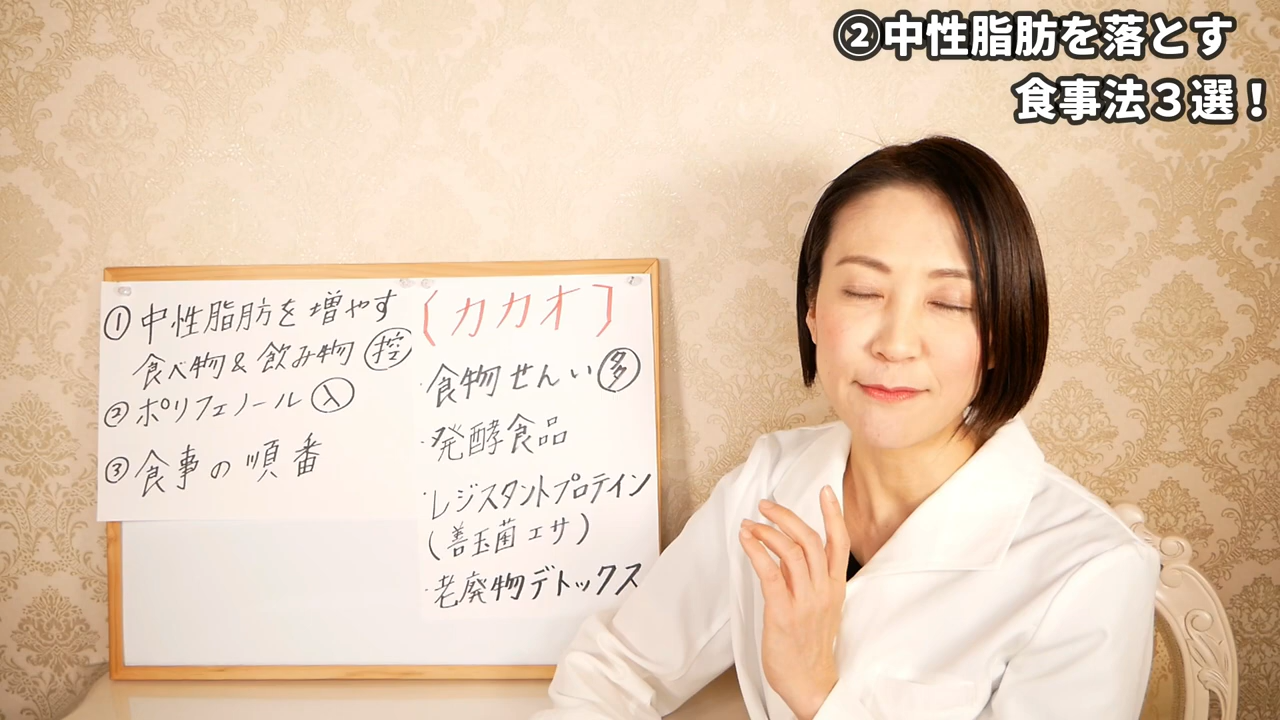 ②中性脂肪を落とす
食事法3選！
①中性脂肪を増やす
食べ物&飲み物㋐控
②ポリフェノール入
③食事の順番
〔カカオ〕
・食物せんい多
・発酵食品
・レジスタントプロテイン
(善玉菌エサ)
・老廃物デトックス